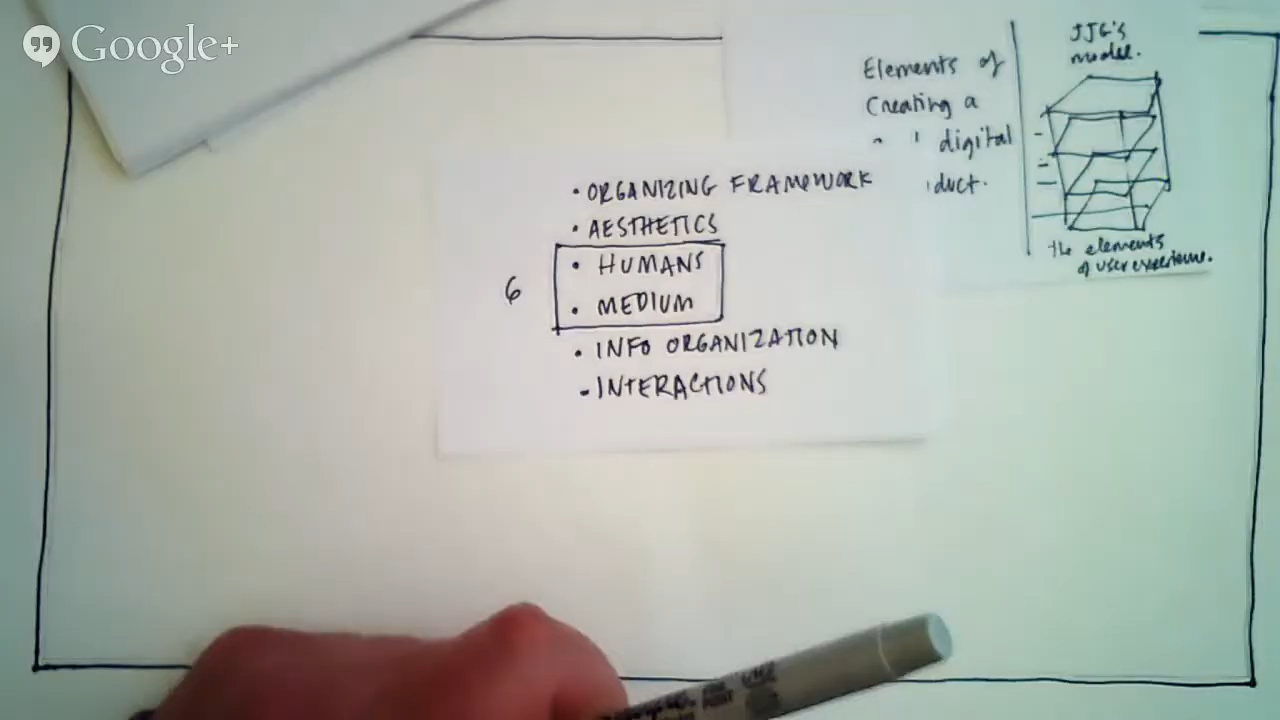 Google+
Elements of
Creating a
digital
duct.
JJG's
model.
The elements
of user experience.
• ORGANIZING FRAMEWORK
• AESTHETICS
• HUMANS
6
• MEDIUM
• INFO ORGANIZATION
- INTERACTIONS